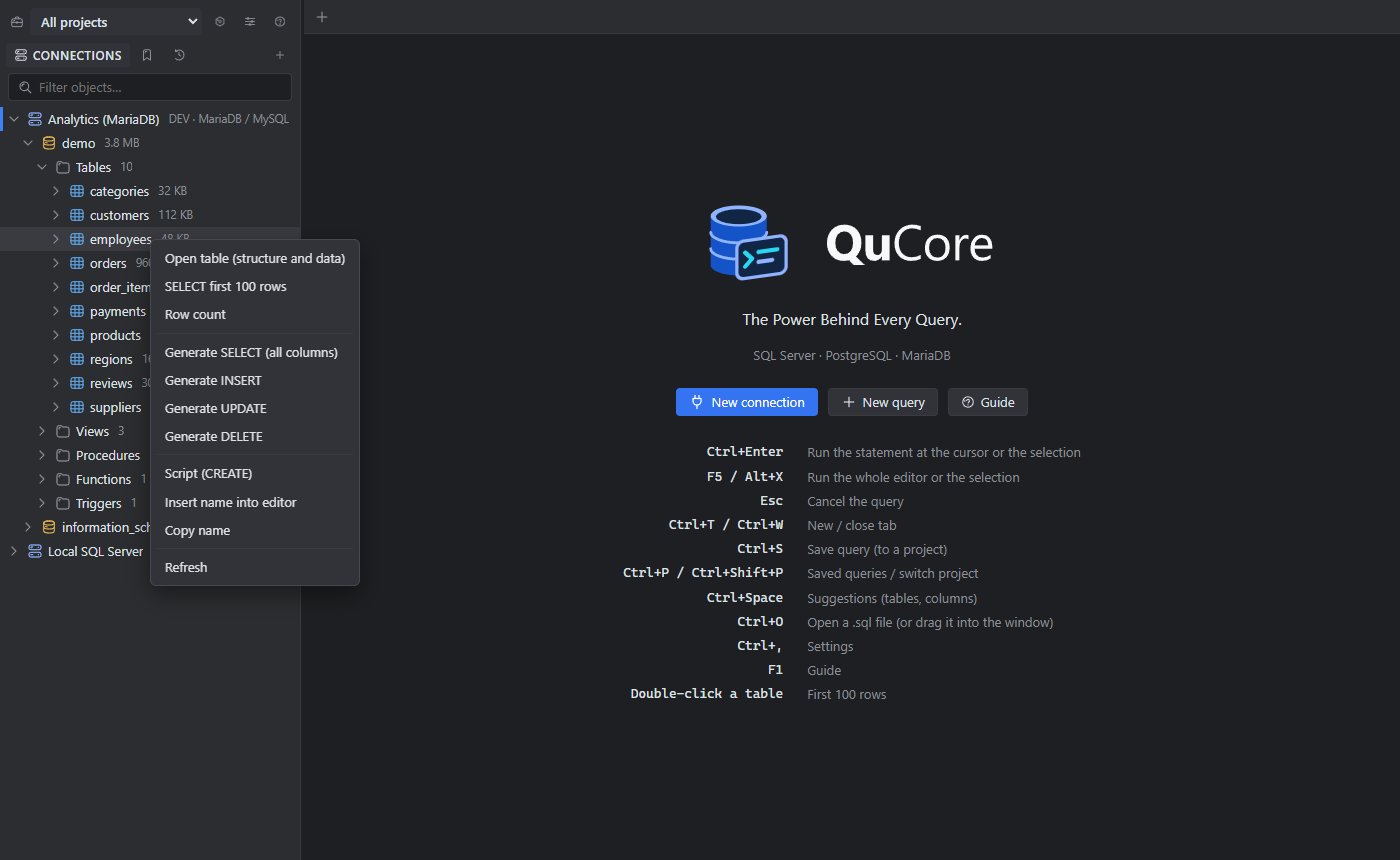 All projects
CONNECTIONS
Filter objects...
Analytics (MariaDB) DEV · MariaDB / MySQL
demo 3.8 MB
Tables 10
categories 32 KB
customers 112 KB
employees 48 KB
orders
order_item
payments
products
regions
reviews
suppliers
Views 3
Procedures
Functions 1
Triggers 1
information_sch
Local SQL Server
Open table (structure and data)
SELECT first 100 rows
Row count
Generate SELECT (all columns)
Generate INSERT
Generate UPDATE
Generate DELETE
Script (CREATE)
Insert name into editor
Copy name
Refresh
QuCore
The Power Behind Every Query.
SQL Server · PostgreSQL · MariaDB
New connection
New query
Guide
Ctrl+Enter Run the statement at the cursor or the selection
F5 / Alt+X Run the whole editor or the selection
Esc Cancel the query
Ctrl+T / Ctrl+W New / close tab
Ctrl+S Save query (to a project)
Ctrl+P / Ctrl+Shift+P Saved queries / switch project
Ctrl+Space Suggestions (tables, columns)
Ctrl+O Open a .sql file (or drag it into the window)
Ctrl+, Settings
F1 Guide
Double-click a table First 100 rows